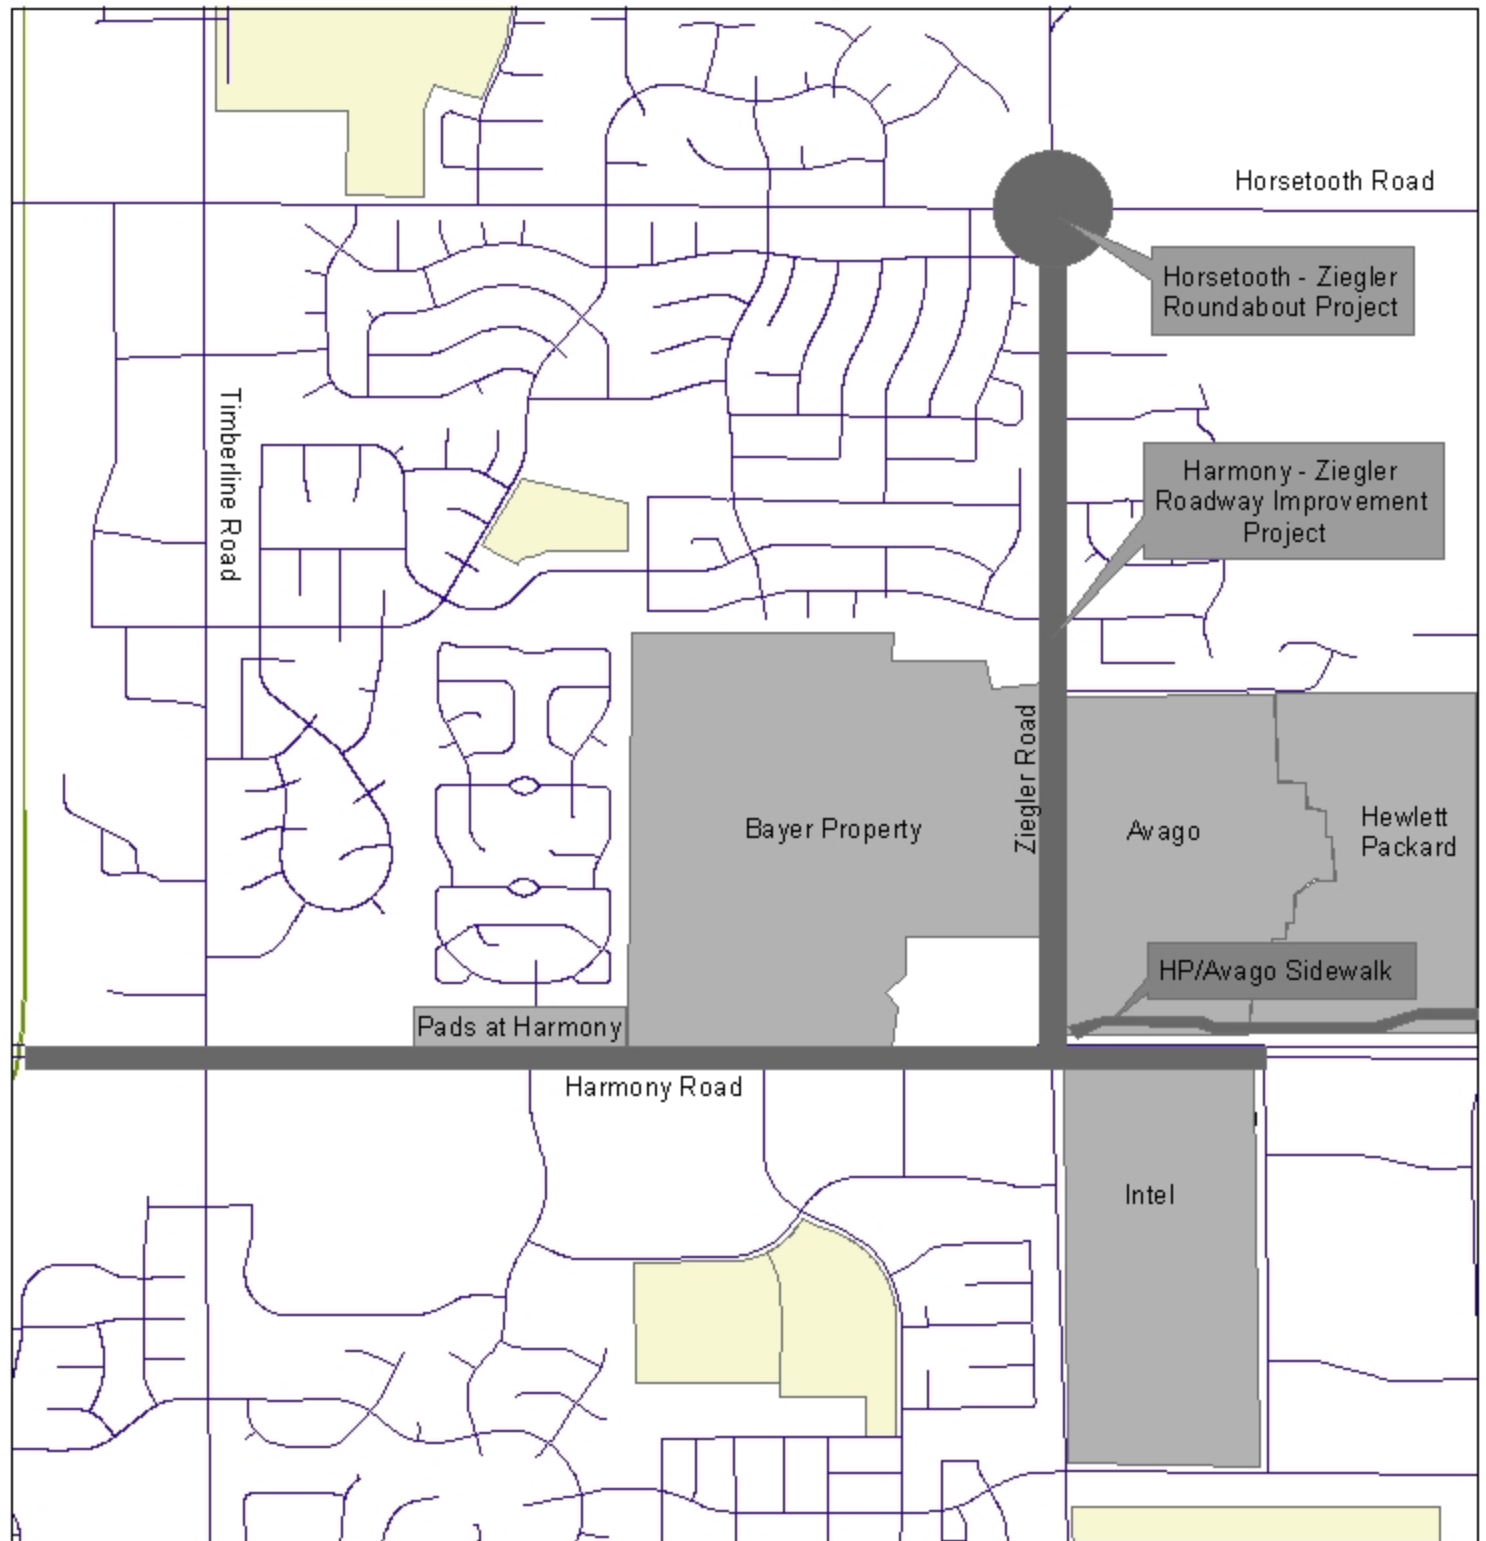 Horsetooth Road
Horsetooth - Ziegler
Roundabout Project
Timberline Road
Harmony - Ziegler
Roadway Improvement
Project
Ziegler Road
Bayer Property
Avago
Hewlett
Packard
HP/Avago Sidewalk
Pads at Harmony
Harmony Road
Intel